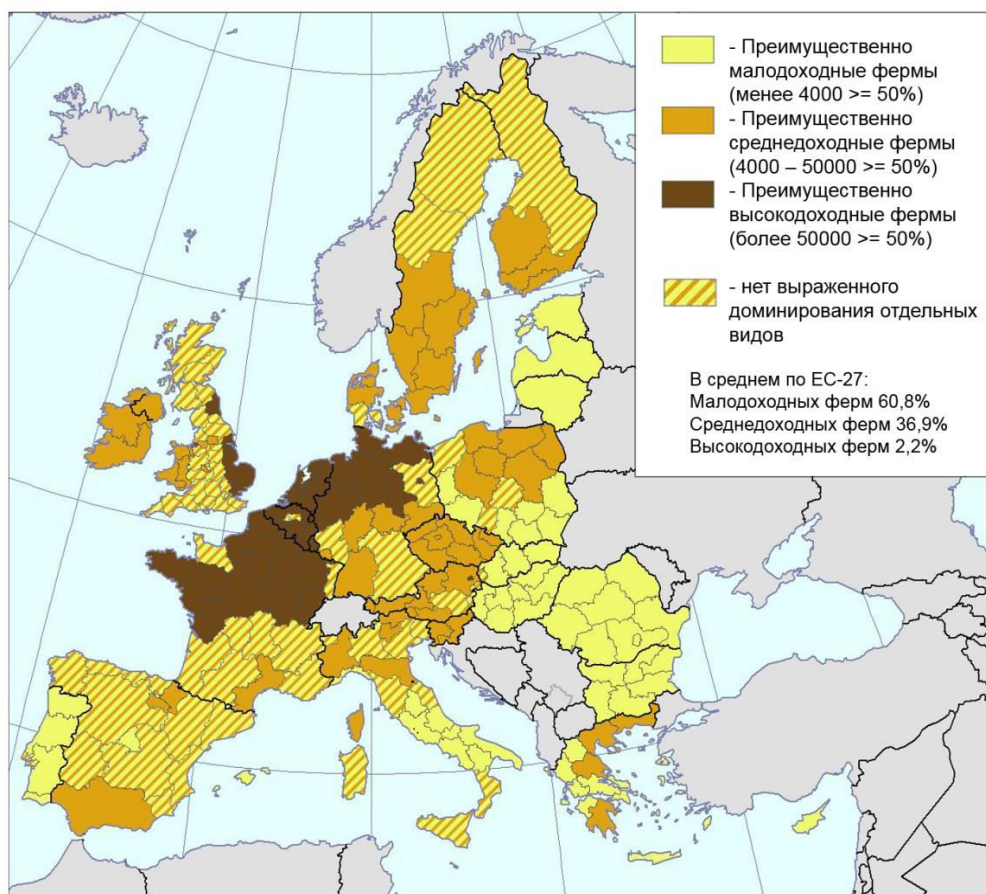 - Преимущественно
малодоходные фермы
(менее 4000 >= 50%)
- Преимущественно
среднедоходные фермы
(4000 – 50000 >= 50%)
- Преимущественно
высокодоходные фермы
(более 50000 >= 50%)
- нет выраженного
доминирования отдельных
видов
В среднем по ЕС-27:
Малодоходных ферм 60,8%
Среднедоходных ферм 36,9%
Высокодоходных ферм 2,2%